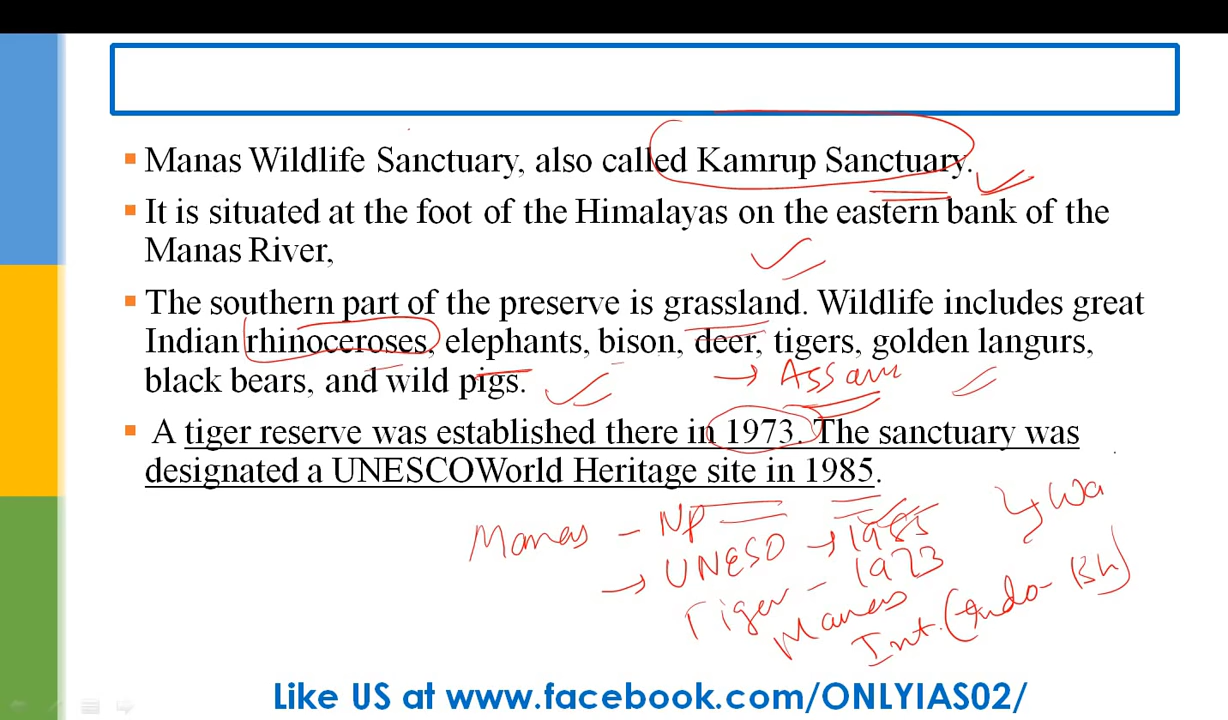 Manas Wildlife Sanctuary, also called Kamrup Sanctuary.
It is situated at the foot of the Himalayas on the eastern bank of the
Manas River,
The southern part of the preserve is grassland. Wildlife includes great
Indian rhinoceroses, elephants, bison, deer, tigers, golden langurs,
black bears, and wild pigs.
→ Assam
A tiger reserve was established there in 1973. The sanctuary was
designated a UNESCOWorld Heritage site in 1985.
Manas - NP
→ UNESO → 1985
Tiger - 1973
Manas
Int. (Indo- Bh)
Like US at www.facebook.com/ONLYIAS02/